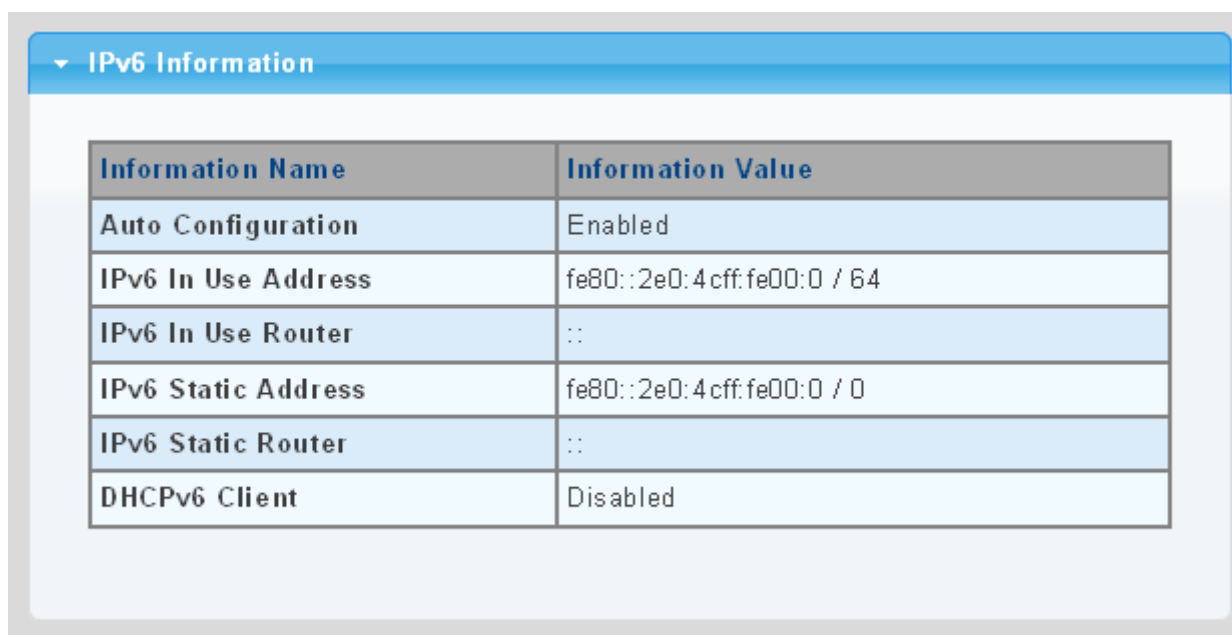 IPv6 Information
Information Name Information Value
Auto Configuration Enabled
IPv6 In Use Address fe80::2e0:4cff:fe00:0 / 64
IPv6 In Use Router ::
IPv6 Static Address fe80::2e0:4cff:fe00:0 / 0
IPv6 Static Router ::
DHCPv6 Client Disabled